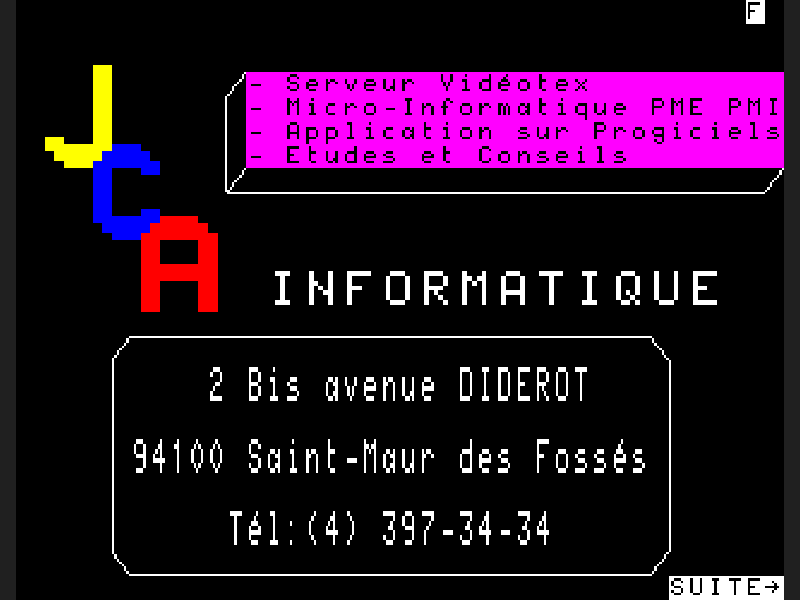 F
- Serveur Vidéotex
- Micro-Informatique PME PMI
- Application sur Progiciels
- Etudes et Conseils
JCA
INFORMATIQUE
2 Bis avenue DIDEROT
94100 Saint-Maur des Fossés
Tél:(4) 397-34-34
SUITE→